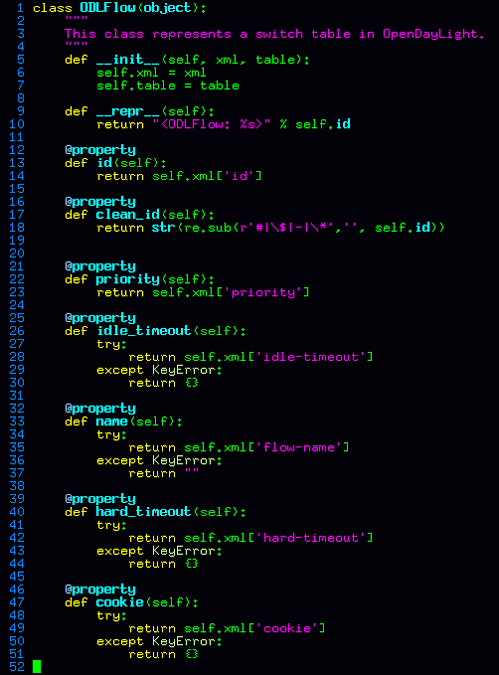 1 class ODLFlow(object):
2     """
3     This class represents a switch table in OpenDayLight.
4     """
5     def __init__(self, xml, table):
6         self.xml = xml
7         self.table = table
8
9     def __repr__(self):
10         return "<ODLFlow: %s>" % self.id
11
12     @property
13     def id(self):
14         return self.xml['id']
15
16     @property
17     def clean_id(self):
18         return str(re.sub(r'#|\$|-|\*','', self.id))
19
20
21     @property
22     def priority(self):
23         return self.xml['priority']
24
25     @property
26     def idle_timeout(self):
27         try:
28             return self.xml['idle-timeout']
29         except KeyError:
30             return {}
31
32     @property
33     def name(self):
34         try:
35             return self.xml['flow-name']
36         except KeyError:
37             return ""
38
39     @property
40     def hard_timeout(self):
41         try:
42             return self.xml['hard-timeout']
43         except KeyError:
44             return {}
45
46     @property
47     def cookie(self):
48         try:
49             return self.xml['cookie']
50         except KeyError:
51             return {}
52